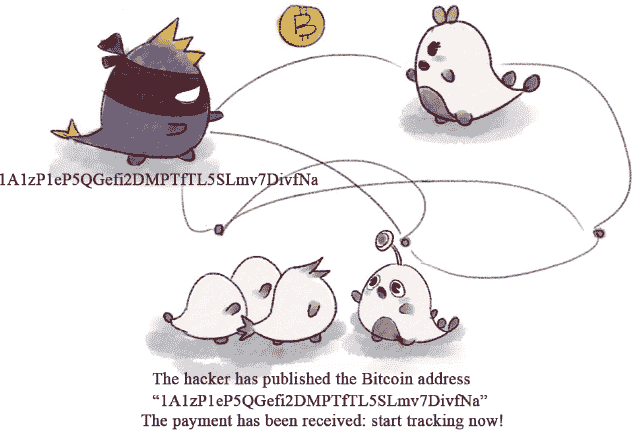 ₿
1A1zP1eP5QGefi2DMPTfTL5SLmv7DivfNa
The hacker has published the Bitcoin address
“1A1zP1eP5QGefi2DMPTfTL5SLmv7DivfNa”
The payment has been received: start tracking now!